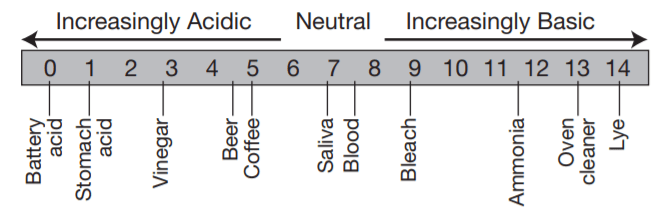 Increasingly Acidic Neutral Increasingly Basic
0 1 2 3 4 5 6 7 8 9 10 11 12 13 14
Battery
acid
Stomach
acid
Vinegar
Beer
Coffee
Saliva
Blood
Bleach
Ammonia
Oven
cleaner
Lye